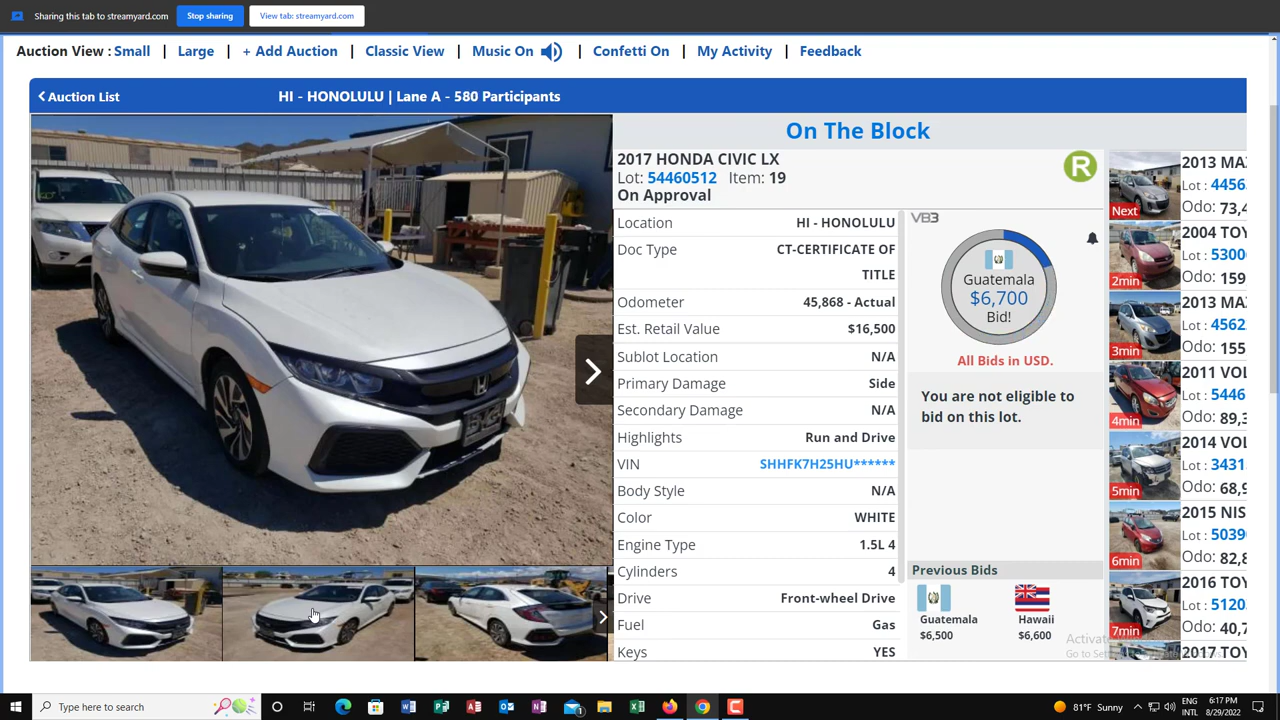 Sharing this tab to streamyard.com Stop sharing View tab: streamyard.com
Auction View : Small | Large | + Add Auction | Classic View | Music On | Confetti On | My Activity | Feedback
Auction List
HI - HONOLULU | Lane A - 580 Participants
On The Block
2017 HONDA CIVIC LX
Lot: 54460512 Item: 19
On Approval
R
Location HI - HONOLULU
Doc Type CT-CERTIFICATE OF
TITLE
Odometer 45,868 - Actual
Est. Retail Value $16,500
Sublot Location N/A
Primary Damage Side
Secondary Damage N/A
Highlights Run and Drive
VIN SHHFK7H25HU******
Body Style N/A
Color WHITE
Engine Type 1.5L 4
Cylinders 4
Drive Front-wheel Drive
Fuel Gas
Keys YES
VB3
Guatemala
$6,700
Bid!
All Bids in USD.
You are not eligible to
bid on this lot.
Previous Bids
Guatemala
$6,500
Hawaii
$6,600
2013 MA
Lot : 4456
Odo: 73,4
Next
2004 TOY
Lot : 5300
Odo: 159
2min
2013 MA
Lot : 4562
Odo: 155
3min
2011 VOL
Lot : 5446
Odo: 89,3
4min
2014 VOL
Lot : 3431
Odo: 68,9
5min
2015 NIS
Lot : 5039
Odo: 82,8
6min
2016 TOY
Lot : 5120
Odo: 40,7
7min
2017 TOY
Type here to search
81°F Sunny
ENG
INTL
6:17 PM
8/29/2022